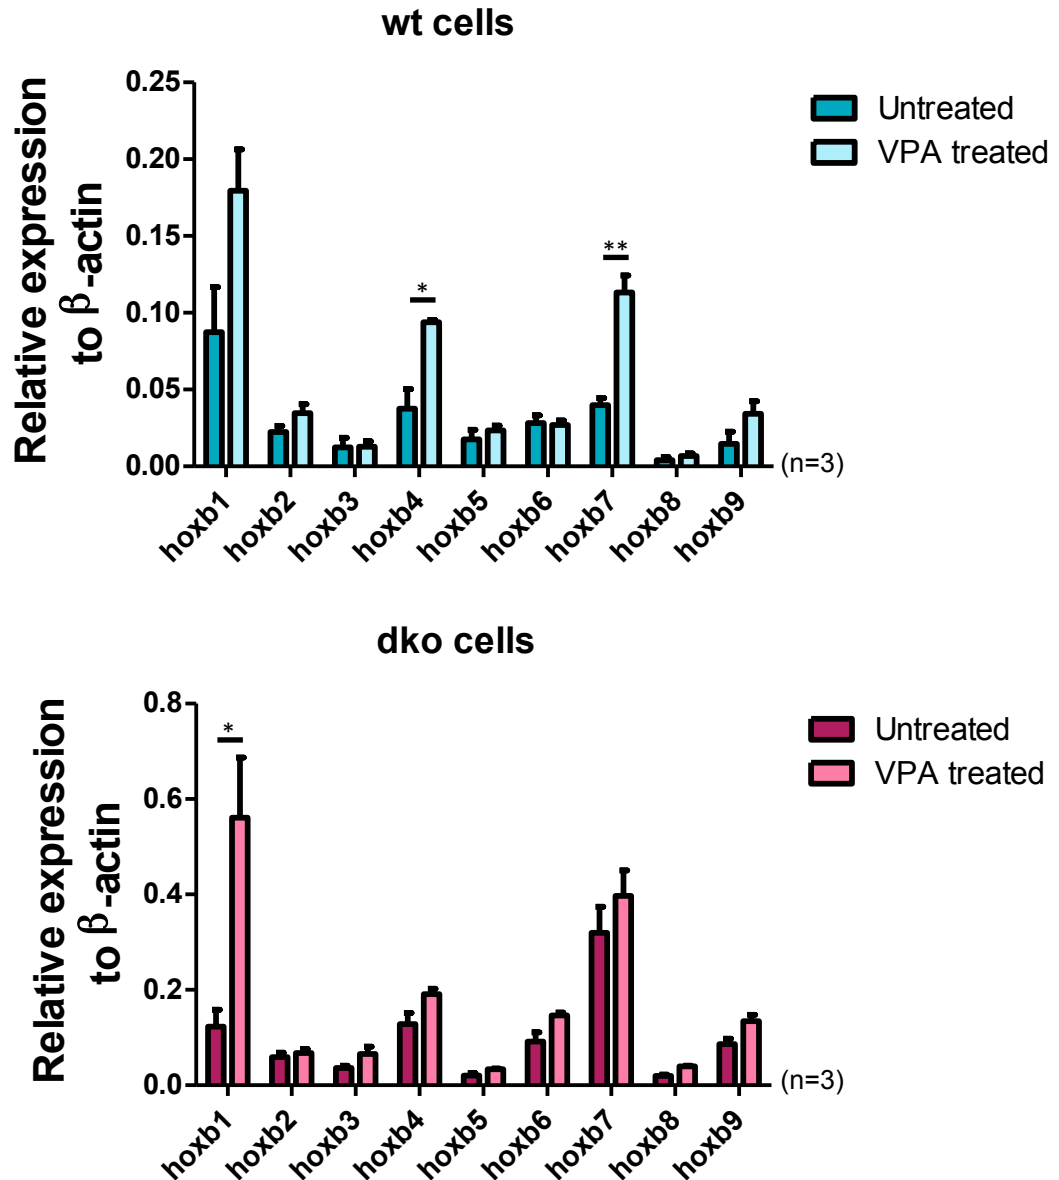 wt cells
Relative expression
to β-actin
0.25
0.20
0.15
0.10
0.05
0.00
*
**
Untreated
VPA treated
(n=3)
hoxb1
hoxb2
hoxb3
hoxb4
hoxb5
hoxb6
hoxb7
hoxb8
hoxb9
dko cells
Relative expression
to β-actin
0.8
0.6
0.4
0.2
0.0
*
Untreated
VPA treated
(n=3)
hoxb1
hoxb2
hoxb3
hoxb4
hoxb5
hoxb6
hoxb7
hoxb8
hoxb9